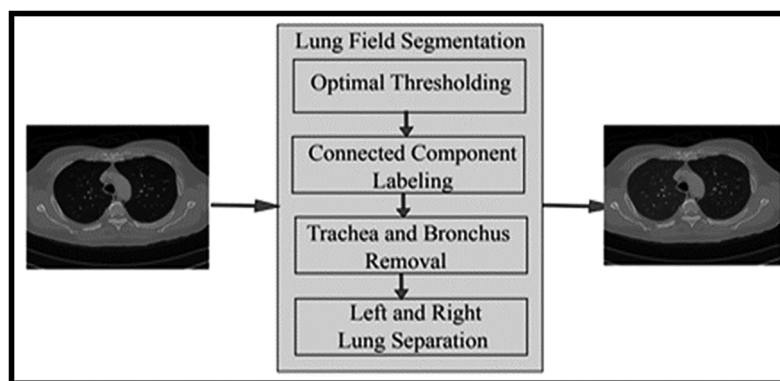 Lung Field Segmentation
Optimal Thresholding
Connected Component
Labeling
Trachea and Bronchus
Removal
Left and Right
Lung Separation